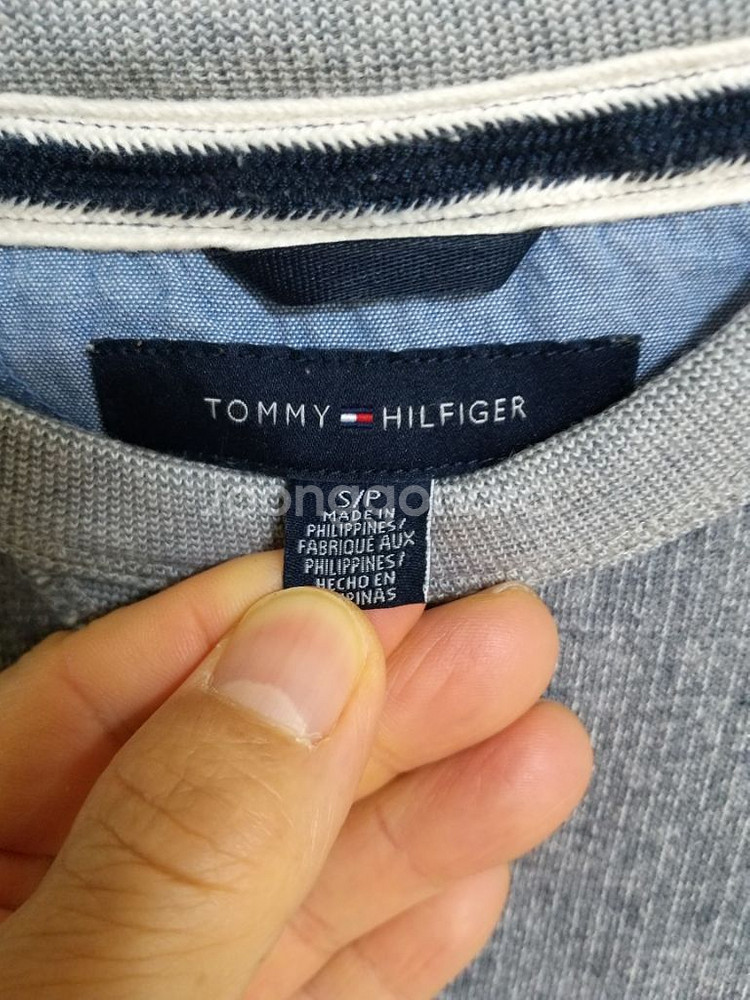 TOMMY HILFIGER
S/P
MADE IN
PHILIPPINES/
FABRIQUÉ AUX
PHILIPPINES/
HECHO EN